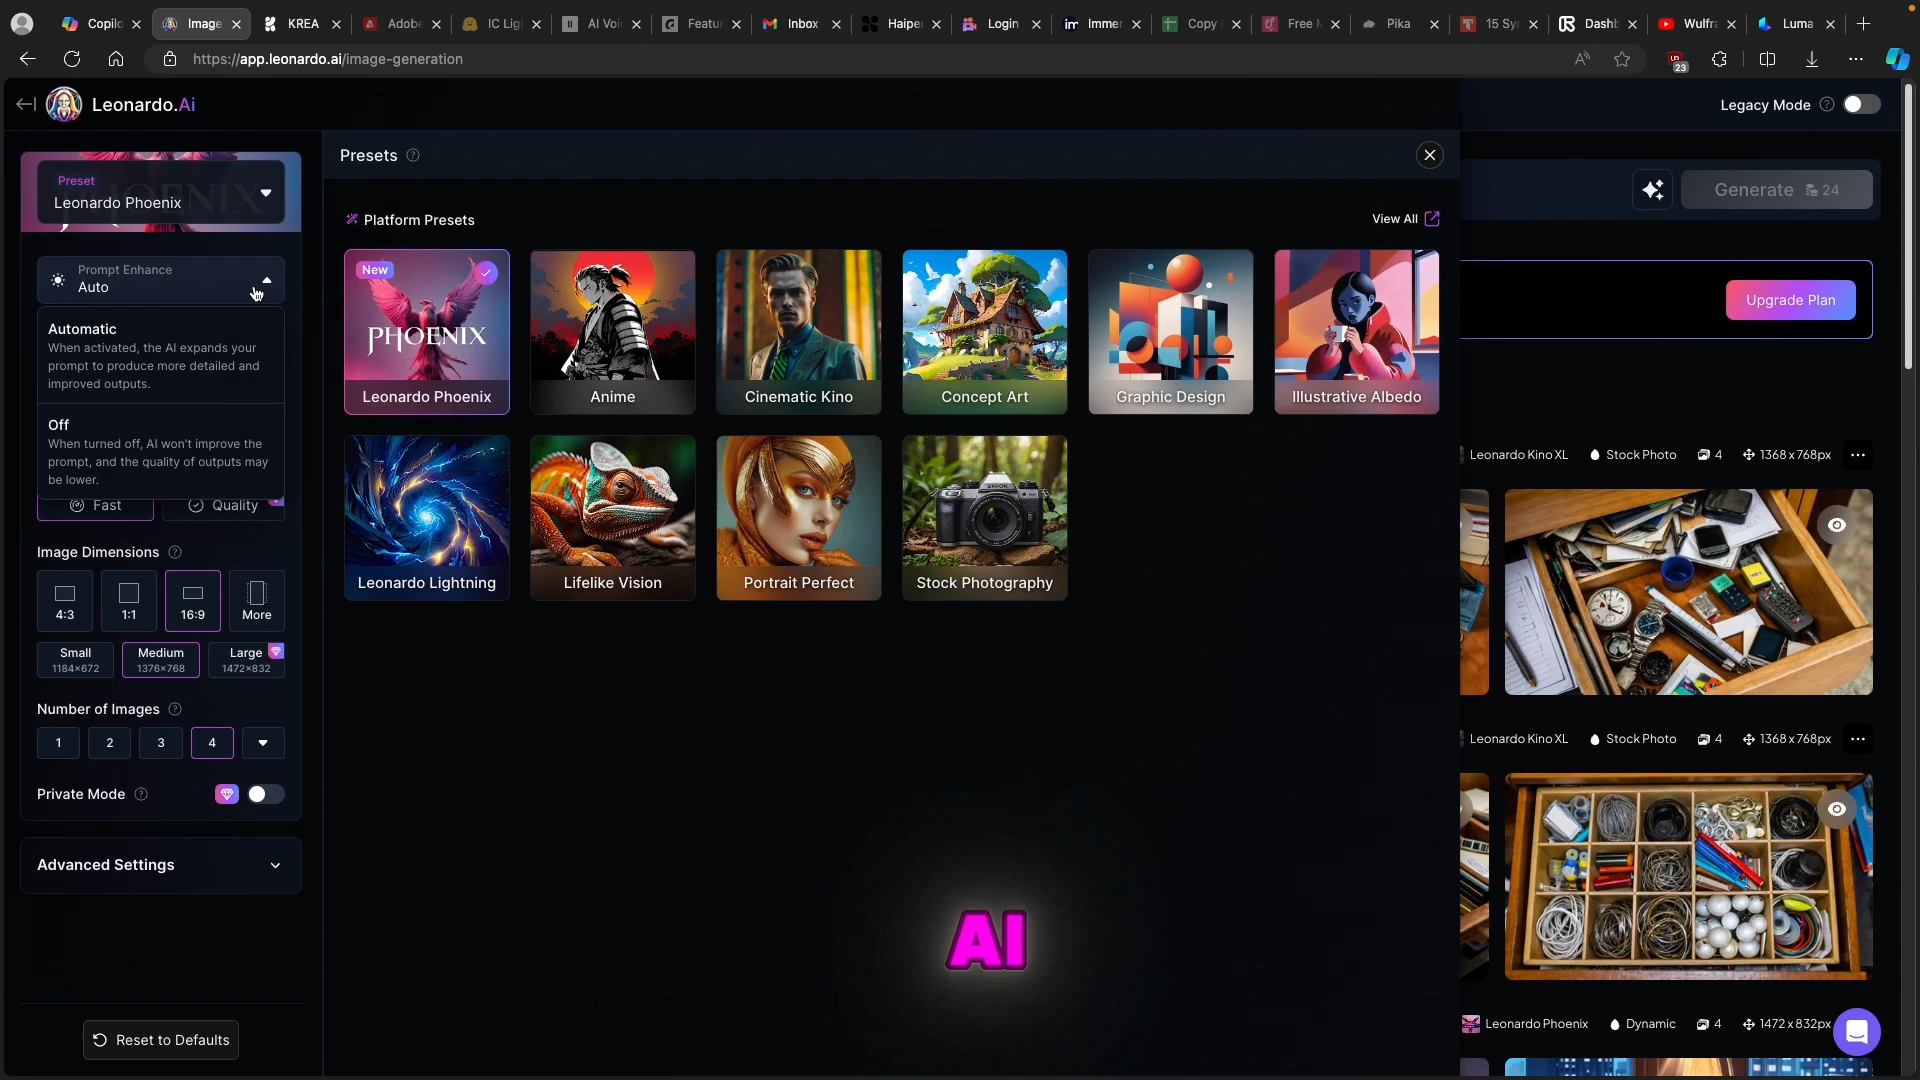 Copilo
Image
KREA
Adobe
IC Lig
AI Voi
Featu
Inbox
Haipe
Login
Immer
Copy
Free
Pika
15 Sy
Dashb
Wulfra
Luma
https://app.leonardo.ai/image-generation
23
Leonardo.Ai
Legacy Mode
Preset
Leonardo Phoenix
Presets
Generate 24
Platform Presets
View All
Prompt Enhance
Auto
Automatic
When activated, the AI expands your
prompt to produce more detailed and
improved outputs.
Off
When turned off, AI won't improve the
prompt, and the quality of outputs may
be lower.
Fast
Quality
New
PHOENIX
Leonardo Phoenix
Anime
Cinematic Kino
Concept Art
Graphic Design
Illustrative Albedo
Upgrade Plan
Leonardo Lightning
Lifelike Vision
Portrait Perfect
Stock Photography
Leonardo Kino XL Stock Photo 4 1368x768px
Image Dimensions
4:3
1:1
16:9
More
Small
1184×672
Medium
1376×768
Large
1472×832
Number of Images
1
2
3
4
Leonardo Kino XL Stock Photo 4 1368x768px
Private Mode
Advanced Settings
AI
Leonardo Phoenix Dynamic 4 1472x832px
Reset to Defaults